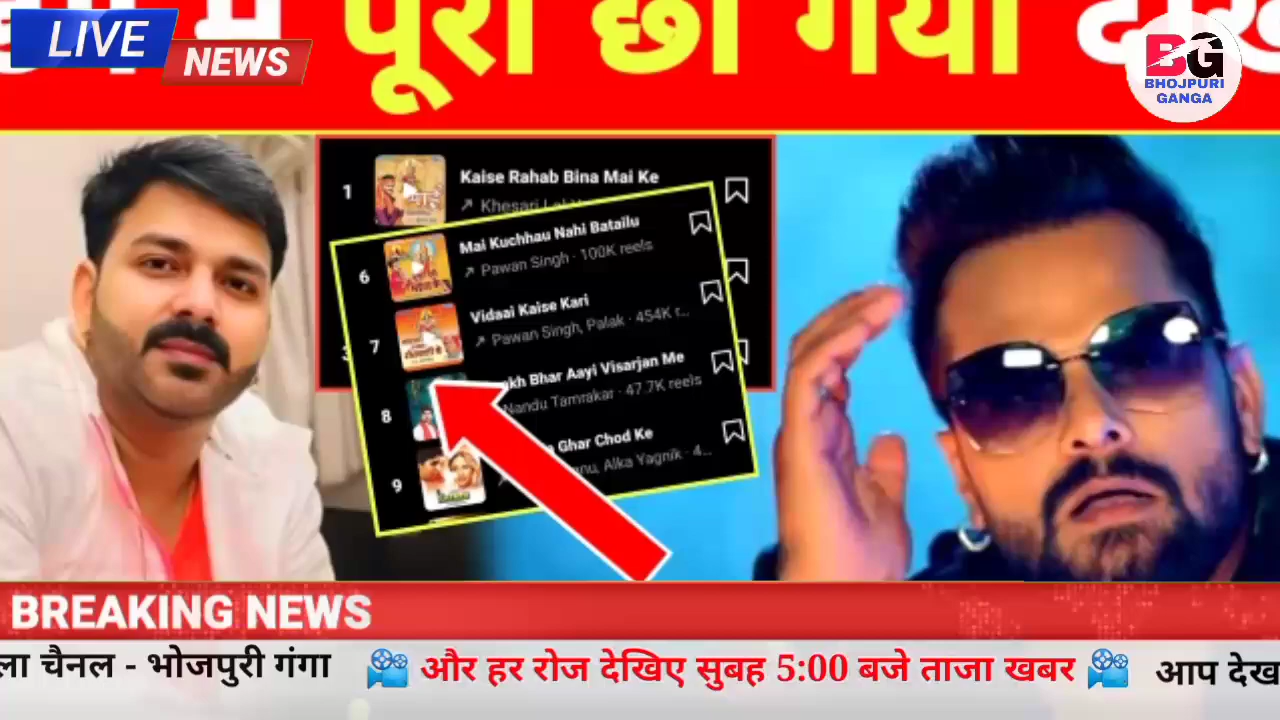 LIVE
NEWS
में पूरा छा गया
BG
BHOJPURI
GANGA
1
Kaise Rahab Bina Mai Ke
↗ Khesari
6
Mai Kuchhau Nahi Batailu
↗ Pawan Singh · 100K reels
7
Vidaai Kaise Kari
↗ Pawan Singh, Palak · 454K r...
8
kh Bhar Aayi Visarjan Me
Nandu Tamrakar · 47.7K reels
9
Ghar Chod Ke
anu, Alka Yagnik · 4...
BREAKING NEWS
ला चैनल - भोजपुरी गंगा 🎥 और हर रोज देखिए सुबह 5:00 बजे ताजा खबर 🎥 आप देख